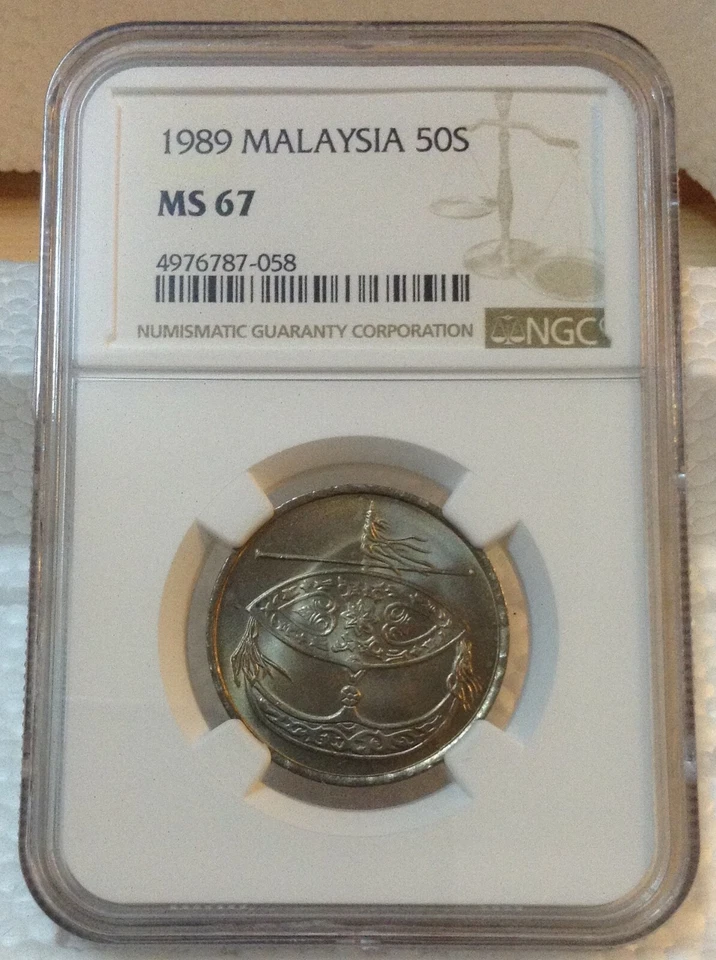 1989 MALAYSIA 50S
MS 67
4976787-058
NUMISMATIC GUARANTY CORPORATION
NGC